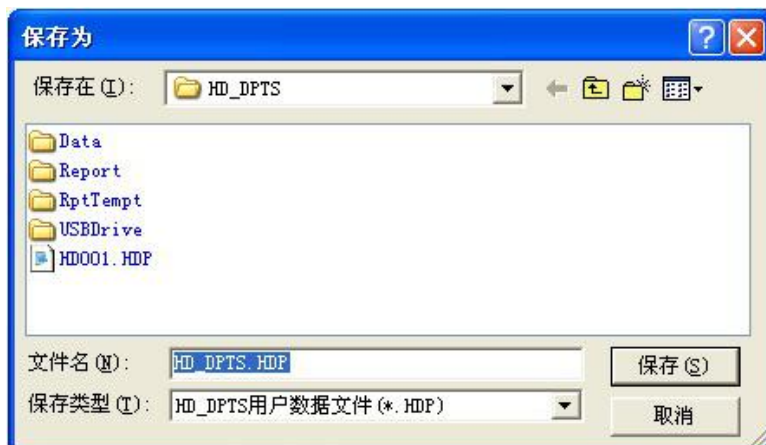 保存为
保存在(I): HD_DPTS
Data
Report
RptTempt
USBDrive
HD001.HDP
文件名(N): HD_DPTS.HDP 保存(S)
保存类型(T): HD_DPTS用户数据文件(*.HDP) 取消